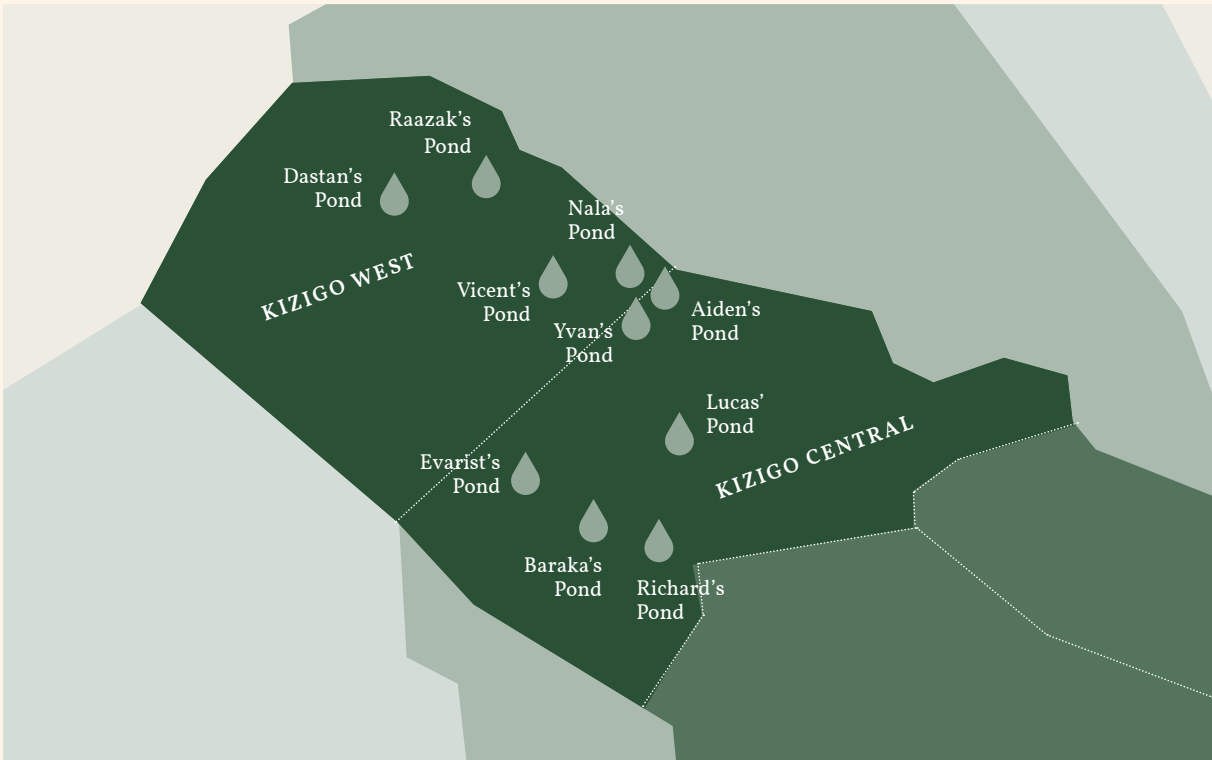 Raazak’s
Pond
Dastan’s
Pond
Nala’s
Pond
KIZIGO WEST
Vicent’s
Pond
Aiden’s
Pond
Yvan’s
Pond
Lucas’
Pond
KIZIGO CENTRAL
Evarist’s
Pond
Baraka’s
Pond
Richard’s
Pond